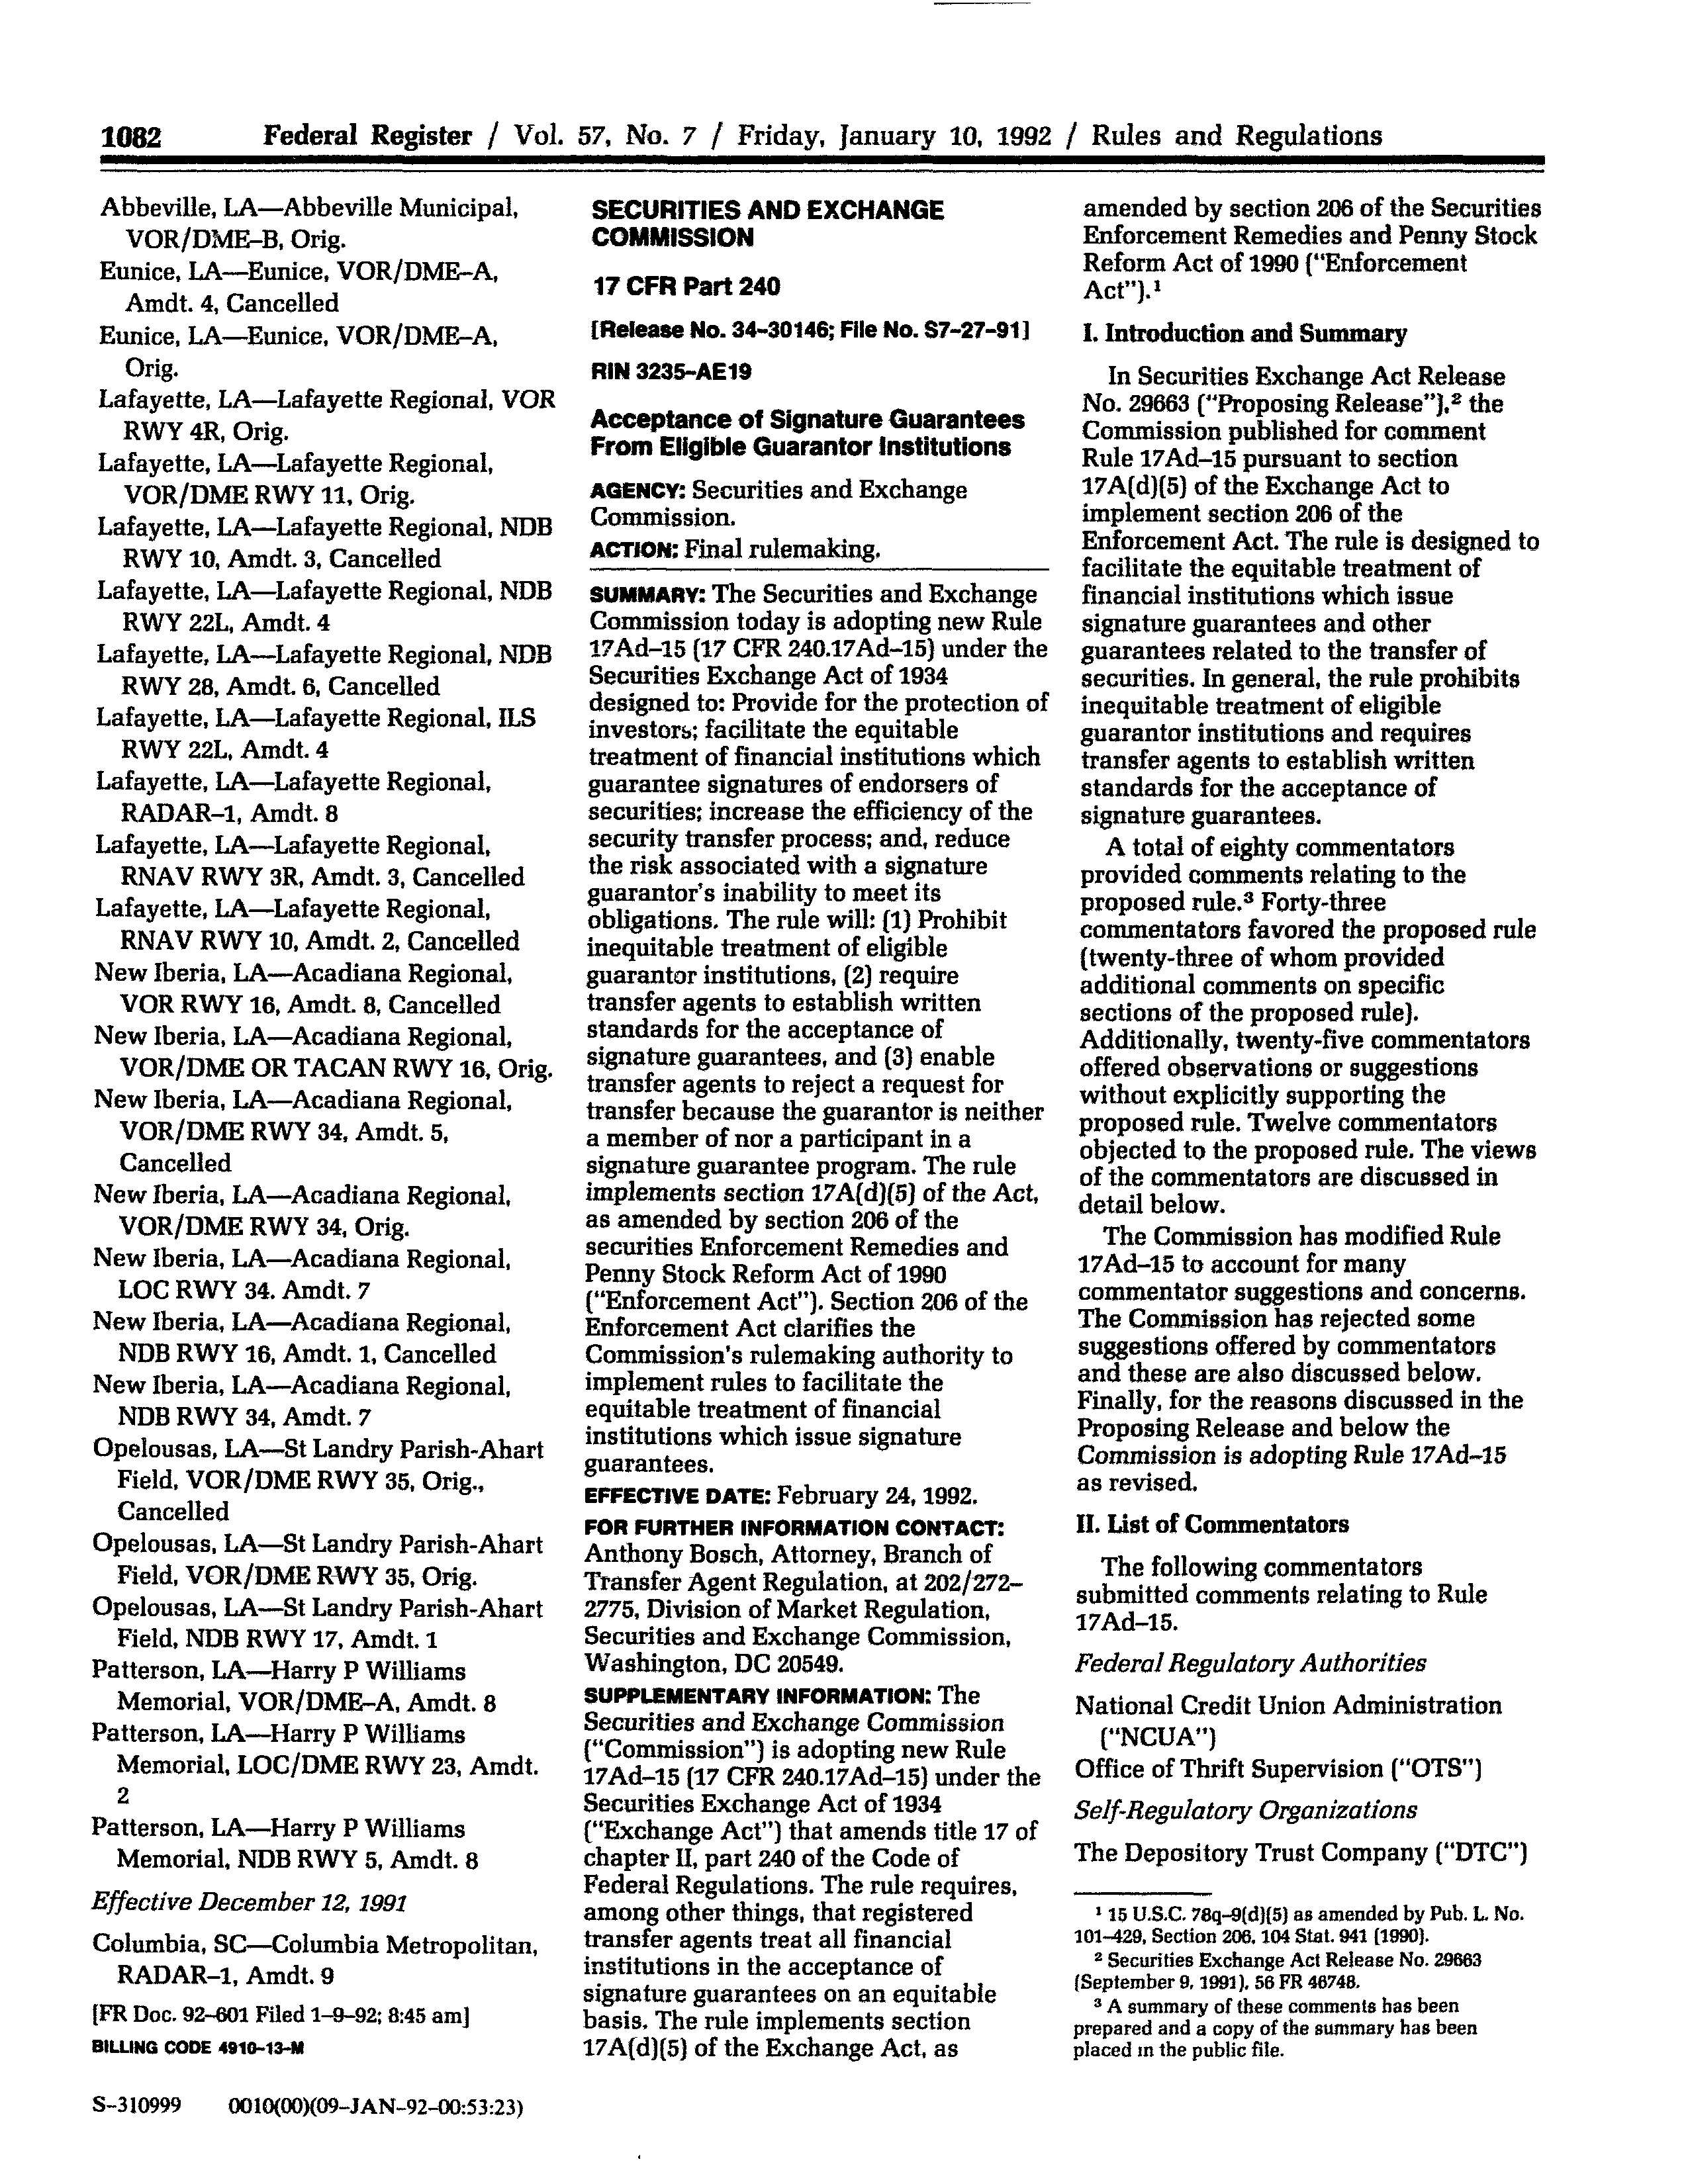 1082 Federal Register / Vol. 57, No. 7 / Friday, January 10, 1992 / Rules and Regulations
Abbeville, LA—Abbeville Municipal,
VOR/DME–B, Orig.
Eunice, LA—Eunice, VOR/DME–A,
Amdt. 4, Cancelled
Eunice, LA—Eunice, VOR/DME–A,
Orig.
Lafayette, LA—Lafayette Regional, VOR
RWY 4R, Orig.
Lafayette, LA—Lafayette Regional,
VOR/DME RWY 11, Orig.
Lafayette, LA—Lafayette Regional, NDB
RWY 10, Amdt. 3, Cancelled
Lafayette, LA—Lafayette Regional, NDB
RWY 22L, Amdt. 4
Lafayette, LA—Lafayette Regional, NDB
RWY 28, Amdt. 6, Cancelled
Lafayette, LA—Lafayette Regional, ILS
RWY 22L, Amdt. 4
Lafayette, LA—Lafayette Regional,
RADAR–1, Amdt. 8
Lafayette, LA—Lafayette Regional,
RNAV RWY 3R, Amdt. 3, Cancelled
Lafayette, LA—Lafayette Regional,
RNAV RWY 10, Amdt. 2, Cancelled
New Iberia, LA—Acadiana Regional,
VOR RWY 16, Amdt. 8, Cancelled
New Iberia, LA—Acadiana Regional,
VOR/DME OR TACAN RWY 16, Orig.
New Iberia, LA—Acadiana Regional,
VOR/DME RWY 34, Amdt. 5,
Cancelled
New Iberia, LA—Acadiana Regional,
VOR/DME RWY 34, Orig.
New Iberia, LA—Acadiana Regional,
LOC RWY 34. Amdt. 7
New Iberia, LA—Acadiana Regional,
NDB RWY 16, Amdt. 1, Cancelled
New Iberia, LA—Acadiana Regional,
NDB RWY 34, Amdt. 7
Opelousas, LA—St Landry Parish-Ahart
Field, VOR/DME RWY 35, Orig.,
Cancelled
Opelousas, LA—St Landry Parish-Ahart
Field, VOR/DME RWY 35, Orig.
Opelousas, LA—St Landry Parish-Ahart
Field, NDB RWY 17, Amdt. 1
Patterson, LA—Harry P Williams
Memorial, VOR/DME–A, Amdt. 8
Patterson, LA—Harry P Williams
Memorial, LOC/DME RWY 23, Amdt.
2
Patterson, LA—Harry P Williams
Memorial, NDB RWY 5, Amdt. 8
Effective December 12, 1991
Columbia, SC—Columbia Metropolitan,
RADAR–1, Amdt. 9
[FR Doc. 92–601 Filed 1–9–92; 8:45 am]
BILLING CODE 4910–13–M
SECURITIES AND EXCHANGE
COMMISSION
17 CFR Part 240
[Release No. 34–30146; File No. S7–27–91]
RIN 3235–AE19
Acceptance of Signature Guarantees
From Eligible Guarantor Institutions
AGENCY: Securities and Exchange
Commission.
ACTION: Final rulemaking.
SUMMARY: The Securities and Exchange
Commission today is adopting new Rule
17Ad–15 (17 CFR 240.17Ad–15) under the
Securities Exchange Act of 1934
designed to: Provide for the protection of
investors; facilitate the equitable
treatment of financial institutions which
guarantee signatures of endorsers of
securities; increase the efficiency of the
security transfer process; and, reduce
the risk associated with a signature
guarantor's inability to meet its
obligations. The rule will: (1) Prohibit
inequitable treatment of eligible
guarantor institutions, (2) require
transfer agents to establish written
standards for the acceptance of
signature guarantees, and (3) enable
transfer agents to reject a request for
transfer because the guarantor is neither
a member of nor a participant in a
signature guarantee program. The rule
implements section 17A(d)(5) of the Act,
as amended by section 206 of the
securities Enforcement Remedies and
Penny Stock Reform Act of 1990
("Enforcement Act"). Section 206 of the
Enforcement Act clarifies the
Commission's rulemaking authority to
implement rules to facilitate the
equitable treatment of financial
institutions which issue signature
guarantees.
EFFECTIVE DATE: February 24, 1992.
FOR FURTHER INFORMATION CONTACT:
Anthony Bosch, Attorney, Branch of
Transfer Agent Regulation, at 202/272–
2775, Division of Market Regulation,
Securities and Exchange Commission,
Washington, DC 20549.
SUPPLEMENTARY INFORMATION: The
Securities and Exchange Commission
("Commission") is adopting new Rule
17Ad–15 (17 CFR 240.17Ad–15) under the
Securities Exchange Act of 1934
("Exchange Act") that amends title 17 of
chapter II, part 240 of the Code of
Federal Regulations. The rule requires,
among other things, that registered
transfer agents treat all financial
institutions in the acceptance of
signature guarantees on an equitable
basis. The rule implements section
17A(d)(5) of the Exchange Act, as
amended by section 206 of the Securities
Enforcement Remedies and Penny Stock
Reform Act of 1990 ("Enforcement
Act").¹
I. Introduction and Summary
In Securities Exchange Act Release
No. 29663 ("Proposing Release"),² the
Commission published for comment
Rule 17Ad–15 pursuant to section
17A(d)(5) of the Exchange Act to
implement section 206 of the
Enforcement Act. The rule is designed to
facilitate the equitable treatment of
financial institutions which issue
signature guarantees and other
guarantees related to the transfer of
securities. In general, the rule prohibits
inequitable treatment of eligible
guarantor institutions and requires
transfer agents to establish written
standards for the acceptance of
signature guarantees.
A total of eighty commentators
provided comments relating to the
proposed rule.³ Forty-three
commentators favored the proposed rule
(twenty-three of whom provided
additional comments on specific
sections of the proposed rule).
Additionally, twenty-five commentators
offered observations or suggestions
without explicitly supporting the
proposed rule. Twelve commentators
objected to the proposed rule. The views
of the commentators are discussed in
detail below.
The Commission has modified Rule
17Ad–15 to account for many
commentator suggestions and concerns.
The Commission has rejected some
suggestions offered by commentators
and these are also discussed below.
Finally, for the reasons discussed in the
Proposing Release and below the
Commission is adopting Rule 17Ad–15
as revised.
II. List of Commentators
The following commentators
submitted comments relating to Rule
17Ad–15.
Federal Regulatory Authorities
National Credit Union Administration
("NCUA")
Office of Thrift Supervision ("OTS")
Self-Regulatory Organizations
The Depository Trust Company ("DTC")
¹ 15 U.S.C. 78q–9(d)(5) as amended by Pub. L. No.
101–429, Section 206, 104 Stat. 941 (1990).
² Securities Exchange Act Release No. 29663
(September 9, 1991), 56 FR 46748.
³ A summary of these comments has been
prepared and a copy of the summary has been
placed in the public file.
S–310999 0010(00)(09–JAN–92–00:53:23)